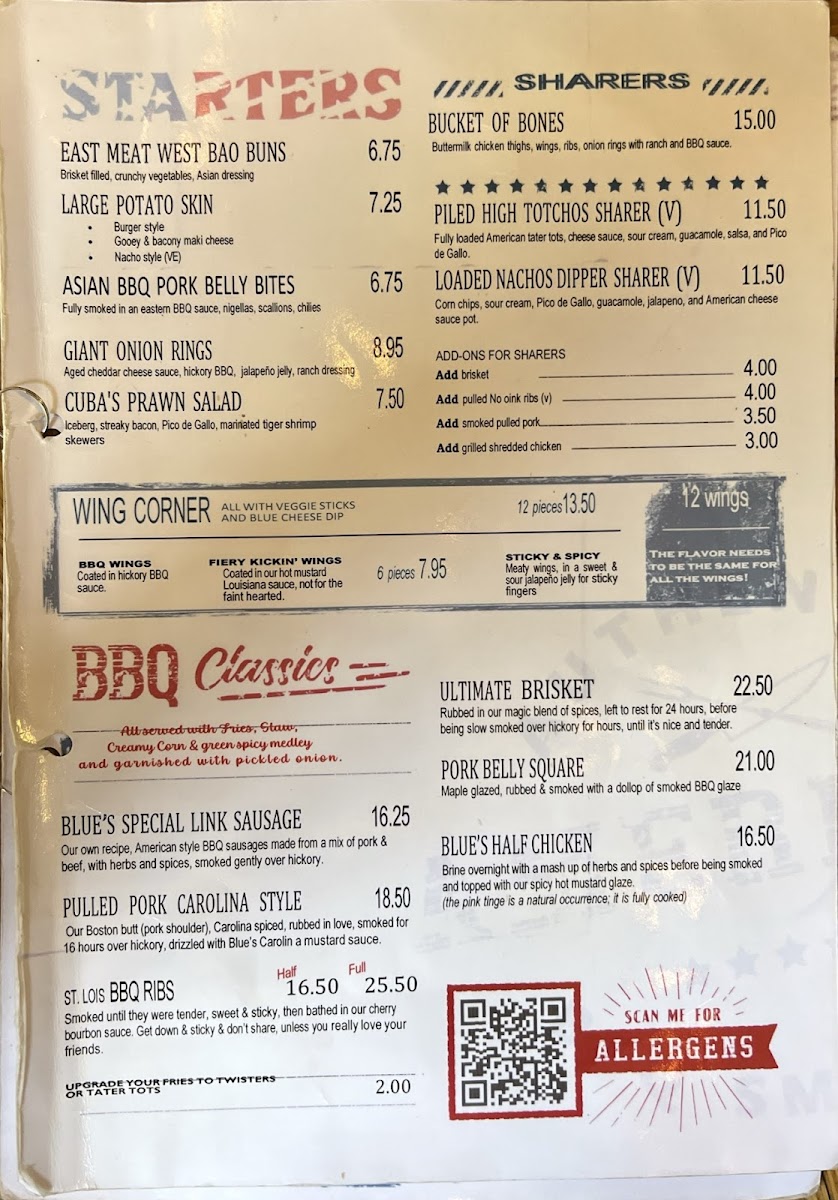 STARTERS
EAST MEAT WEST BAO BUNS 6.75
Brisket filled, crunchy vegetables, Asian dressing
LARGE POTATO SKIN 7.25
• Burger style
• Gooey & bacony maki cheese
• Nacho style (VE)
ASIAN BBQ PORK BELLY BITES 6.75
Fully smoked in an eastern BBQ sauce, nigellas, scallions, chilies
GIANT ONION RINGS 8.95
Aged cheddar cheese sauce, hickory BBQ, jalapeño jelly, ranch dressing
CUBA'S PRAWN SALAD 7.50
Iceberg, streaky bacon, Pico de Gallo, marinated tiger shrimp
skewers
SHARERS
BUCKET OF BONES 15.00
Buttermilk chicken thighs, wings, ribs, onion rings with ranch and BBQ sauce.
PILED HIGH TOTCHOS SHARER (V) 11.50
Fully loaded American tater tots, cheese sauce, sour cream, guacamole, salsa, and Pico
de Gallo.
LOADED NACHOS DIPPER SHARER (V) 11.50
Corn chips, sour cream, Pico de Gallo, guacamole, jalapeno, and American cheese
sauce pot.
ADD-ONS FOR SHARERS
Add brisket 4.00
Add pulled No oink ribs (v) 4.00
Add smoked pulled pork 3.50
Add grilled shredded chicken 3.00
WING CORNER ALL WITH VEGGIE STICKS
AND BLUE CHEESE DIP
12 pieces 13.50
12 wings
BBQ WINGS
Coated in hickory BBQ
sauce.
FIERY KICKIN' WINGS
Coated in our hot mustard
Louisiana sauce, not for the
faint hearted.
6 pieces 7.95
STICKY & SPICY
Meaty wings, in a sweet &
sour jalapeño jelly for sticky
fingers
THE FLAVOR NEEDS
TO BE THE SAME FOR
ALL THE WINGS!
BBQ Classics
All served with Fries, Slaw,
Creamy Corn & green spicy medley
and garnished with pickled onion.
BLUE'S SPECIAL LINK SAUSAGE 16.25
Our own recipe, American style BBQ sausages made from a mix of pork &
beef, with herbs and spices, smoked gently over hickory.
PULLED PORK CAROLINA STYLE 18.50
Our Boston butt (pork shoulder), Carolina spiced, rubbed in love, smoked for
16 hours over hickory, drizzled with Blue's Carolin a mustard sauce.
Half Full
ST. LOIS BBQ RIBS 16.50 25.50
Smoked until they were tender, sweet & sticky, then bathed in our cherry
bourbon sauce. Get down & sticky & don't share, unless you really love your
friends.
UPGRADE YOUR FRIES TO TWISTERS
OR TATER TOTS 2.00
ULTIMATE BRISKET 22.50
Rubbed in our magic blend of spices, left to rest for 24 hours, before
being slow smoked over hickory for hours, until it's nice and tender.
PORK BELLY SQUARE 21.00
Maple glazed, rubbed & smoked with a dollop of smoked BBQ glaze
BLUE'S HALF CHICKEN 16.50
Brine overnight with a mash up of herbs and spices before being smoked
and topped with our spicy hot mustard glaze.
(the pink tinge is a natural occurrence; it is fully cooked)
SCAN ME FOR
ALLERGENS